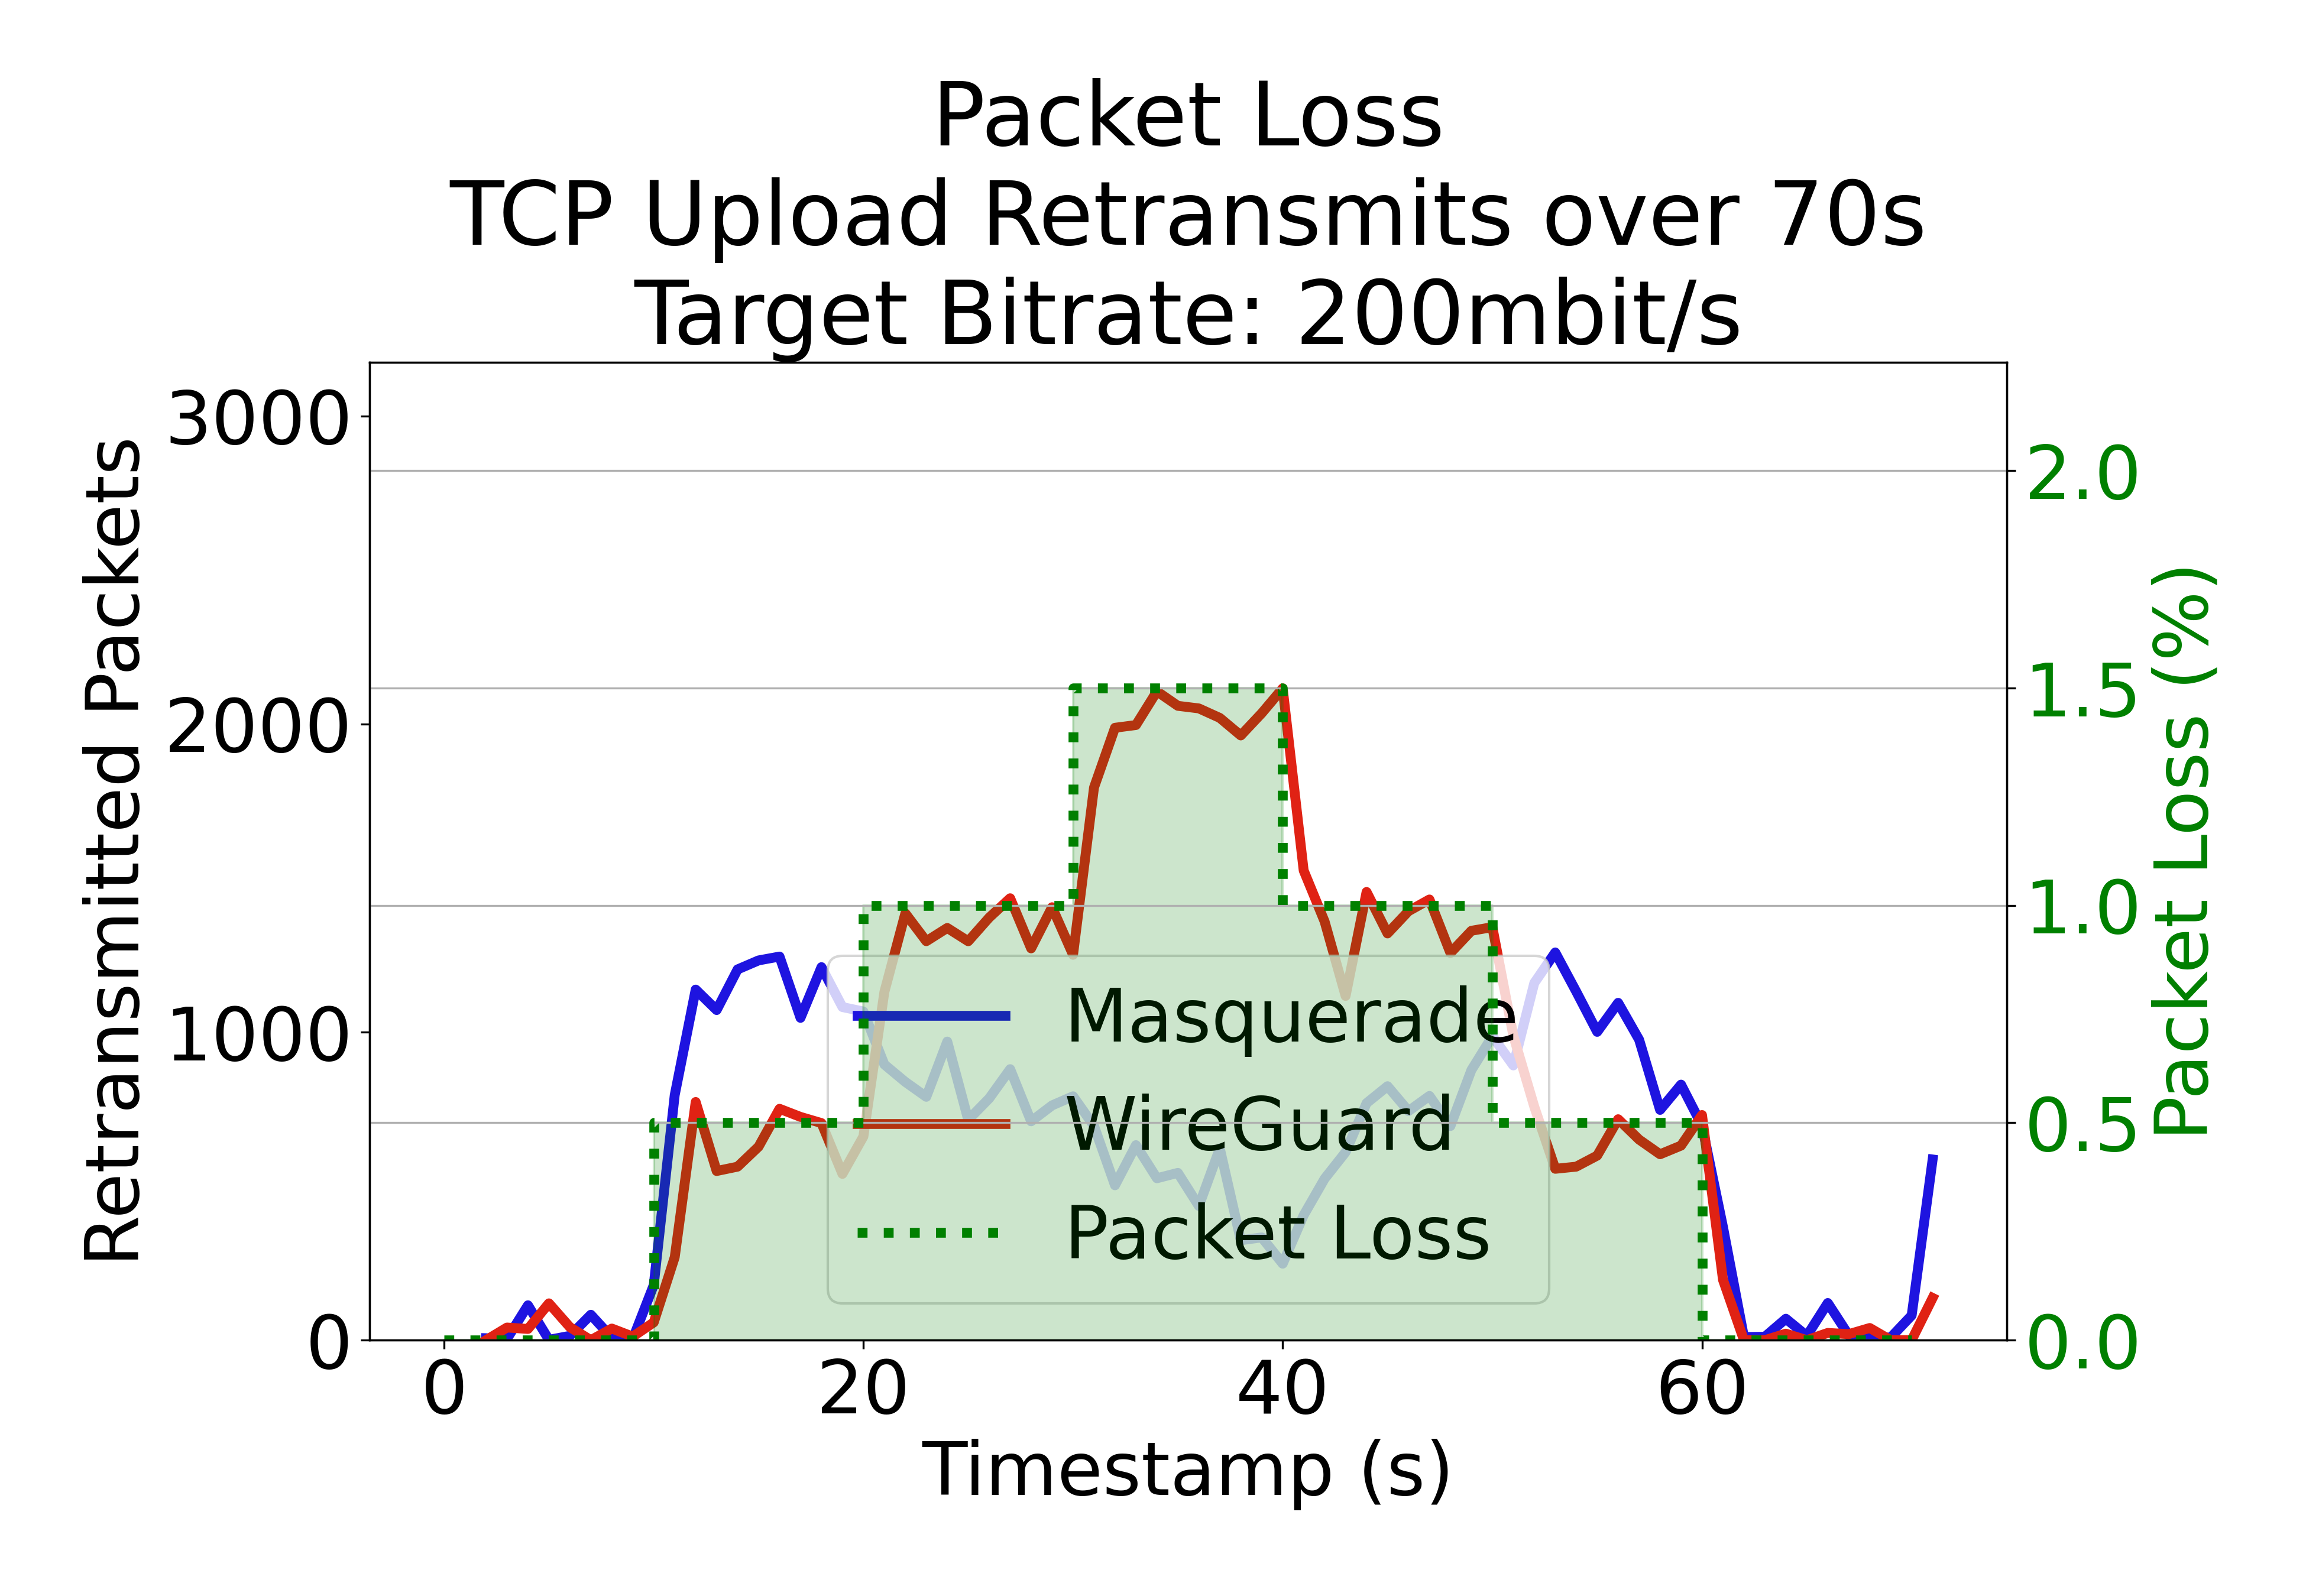 Packet Loss
TCP Upload Retransmits over 70s
Target Bitrate: 200mbit/s
Retransmitted Packets
3000
2000
1000
0
2.0
1.5
1.0
0.5
0.0
Packet Loss (%)
Masquerade
WireGuard
Packet Loss
0 20 40 60
Timestamp (s)